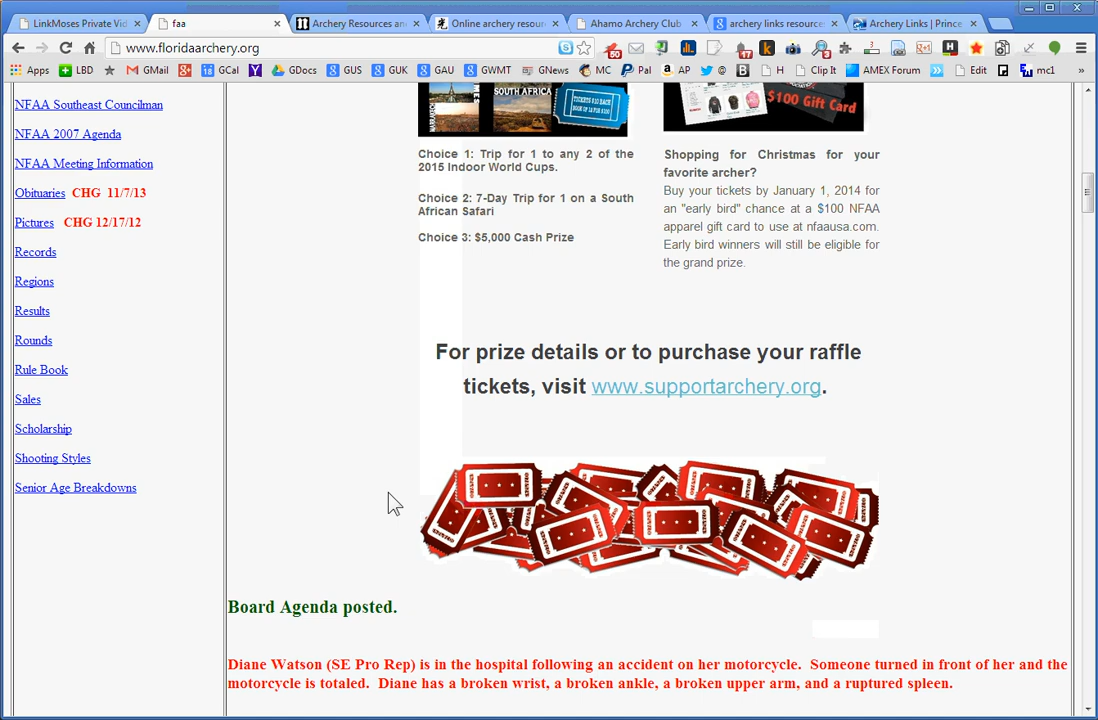 LinkMoses Private Vid
faa
Archery Resources an
Online archery resour
Ahamo Archery Club
archery links resource
Archery Links | Prince
www.floridaarchery.org
Apps
LBD
GMail
GCal
GDocs
GUS
GUK
GAU
GWMT
GNews
MC
Pal
AP
@
H
Clip It
AMEX Forum
Edit
mc1
»
NFAA Southeast Councilman
NFAA 2007 Agenda
NFAA Meeting Information
Obituaries CHG 11/7/13
Pictures CHG 12/17/12
Records
Regions
Results
Rounds
Rule Book
Sales
Scholarship
Shooting Styles
Senior Age Breakdowns
SOUTH AFRICA
TICKETS $10 EACH
$100 Gift Card
Choice 1: Trip for 1 to any 2 of the
2015 Indoor World Cups.
Choice 2: 7-Day Trip for 1 on a South
African Safari
Choice 3: $5,000 Cash Prize
Shopping for Christmas for your
favorite archer?
Buy your tickets by January 1, 2014 for
an "early bird" chance at a $100 NFAA
apparel gift card to use at nfaausa.com.
Early bird winners will still be eligible for
the grand prize.
For prize details or to purchase your raffle
tickets, visit www.supportarchery.org.
Board Agenda posted.
Diane Watson (SE Pro Rep) is in the hospital following an accident on her motorcycle. Someone turned in front of her and the
motorcycle is totaled. Diane has a broken wrist, a broken ankle, a broken upper arm, and a ruptured spleen.